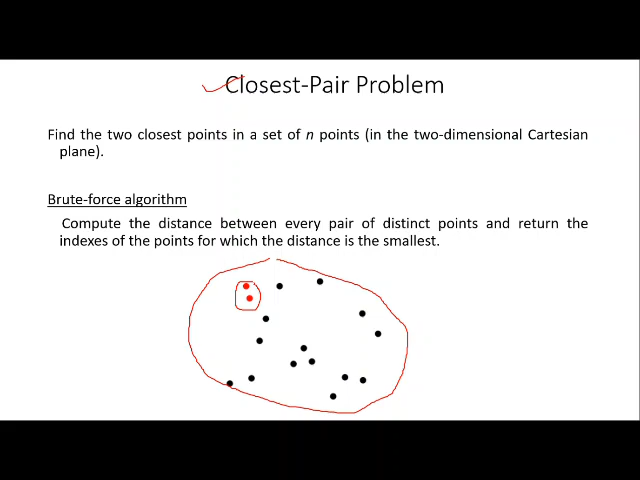 Closest-Pair Problem
Find the two closest points in a set of n points (in the two-dimensional Cartesian
plane).
Brute-force algorithm
Compute the distance between every pair of distinct points and return the
indexes of the points for which the distance is the smallest.